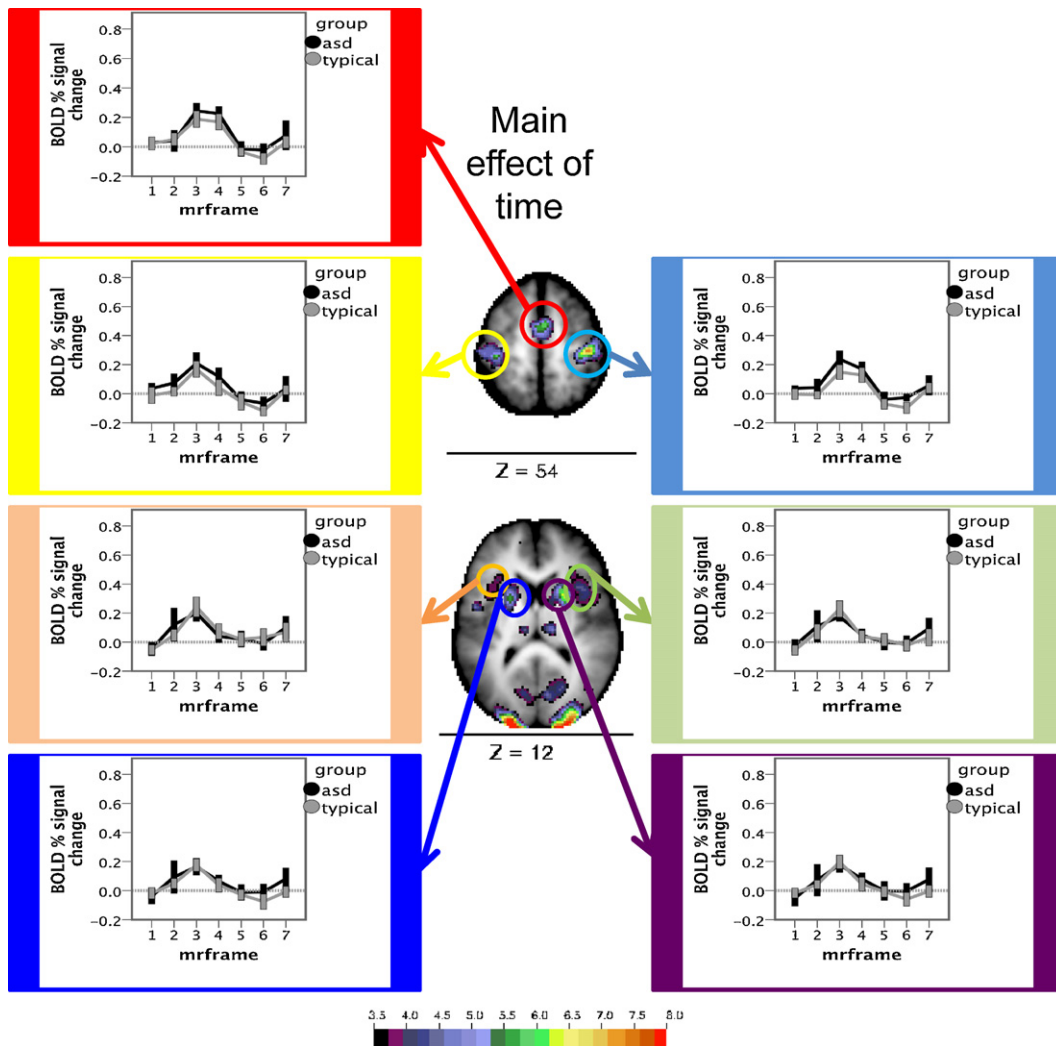 group
asd
typical
BOLD % signal
change
0.8
0.6
0.4
0.2
0.0
−0.2
1 2 3 4 5 6 7
mrframe
Main
effect of
time
group
asd
typical
BOLD % signal
change
0.8
0.6
0.4
0.2
0.0
−0.2
1 2 3 4 5 6 7
mrframe
group
asd
typical
BOLD % signal
change
0.8
0.6
0.4
0.2
0.0
−0.2
1 2 3 4 5 6 7
mrframe
Z = 54
group
asd
typical
BOLD % signal
change
0.8
0.6
0.4
0.2
0.0
−0.2
1 2 3 4 5 6 7
mrframe
group
asd
typical
BOLD % signal
change
0.8
0.6
0.4
0.2
0.0
−0.2
1 2 3 4 5 6 7
mrframe
Z = 12
group
asd
typical
BOLD % signal
change
0.8
0.6
0.4
0.2
0.0
−0.2
1 2 3 4 5 6 7
mrframe
group
asd
typical
BOLD % signal
change
0.8
0.6
0.4
0.2
0.0
−0.2
1 2 3 4 5 6 7
mrframe
3.5 4.0 4.5 5.0 5.5 6.0 6.5 7.0 7.5 8.0